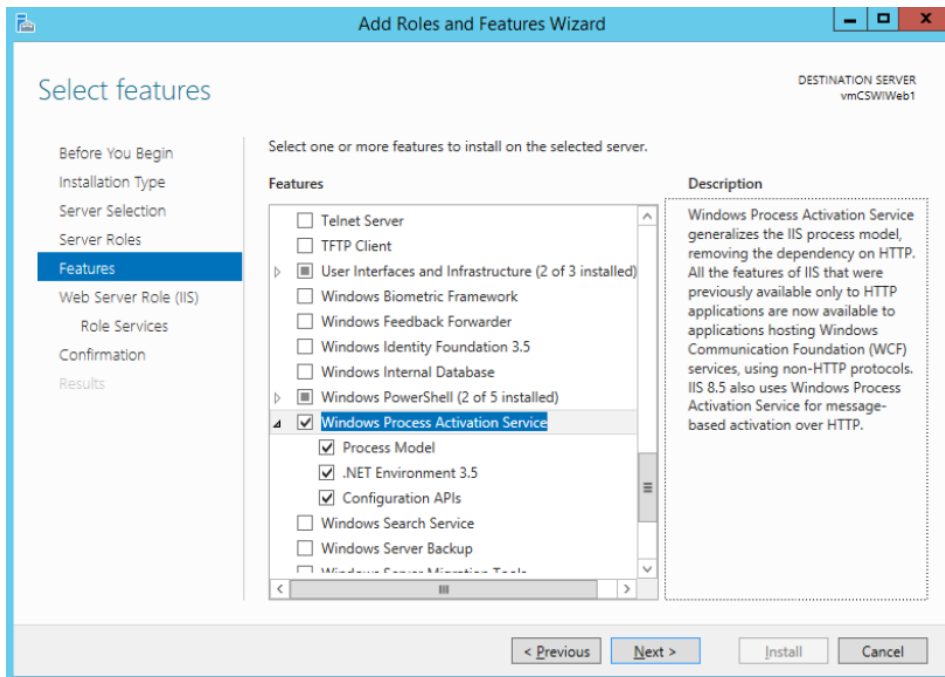 Add Roles and Features Wizard
Select features
DESTINATION SERVER
vmCSWIWeb1
Before You Begin
Installation Type
Server Selection
Server Roles
Features
Web Server Role (IIS)
Role Services
Confirmation
Results
Select one or more features to install on the selected server.
Features
Telnet Server
TFTP Client
User Interfaces and Infrastructure (2 of 3 installed)
Windows Biometric Framework
Windows Feedback Forwarder
Windows Identity Foundation 3.5
Windows Internal Database
Windows PowerShell (2 of 5 installed)
Windows Process Activation Service
Process Model
.NET Environment 3.5
Configuration APIs
Windows Search Service
Windows Server Backup
Windows Server Migration Tools
Description
Windows Process Activation Service
generalizes the IIS process model,
removing the dependency on HTTP.
All the features of IIS that were
previously available only to HTTP
applications are now available to
applications hosting Windows
Communication Foundation (WCF)
services, using non-HTTP protocols.
IIS 8.5 also uses Windows Process
Activation Service for message-
based activation over HTTP.
< Previous
Next >
Install
Cancel